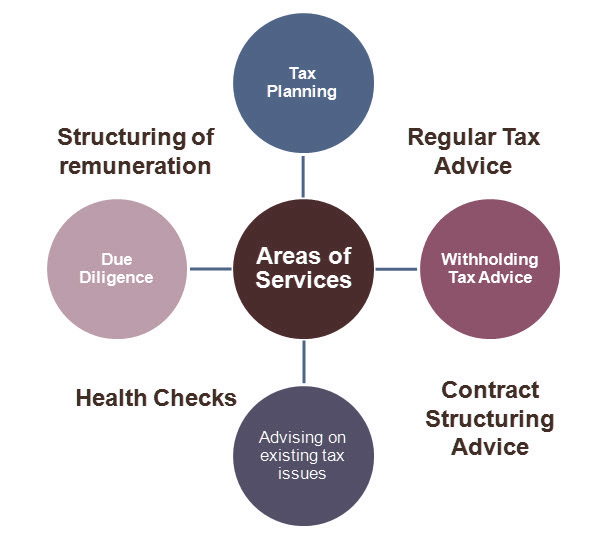 Tax
Planning
Structuring of
remuneration
Regular Tax
Advice
Due
Diligence
Areas of
Services
Withholding
Tax Advice
Health Checks
Contract
Structuring
Advice
Advising on
existing tax
issues